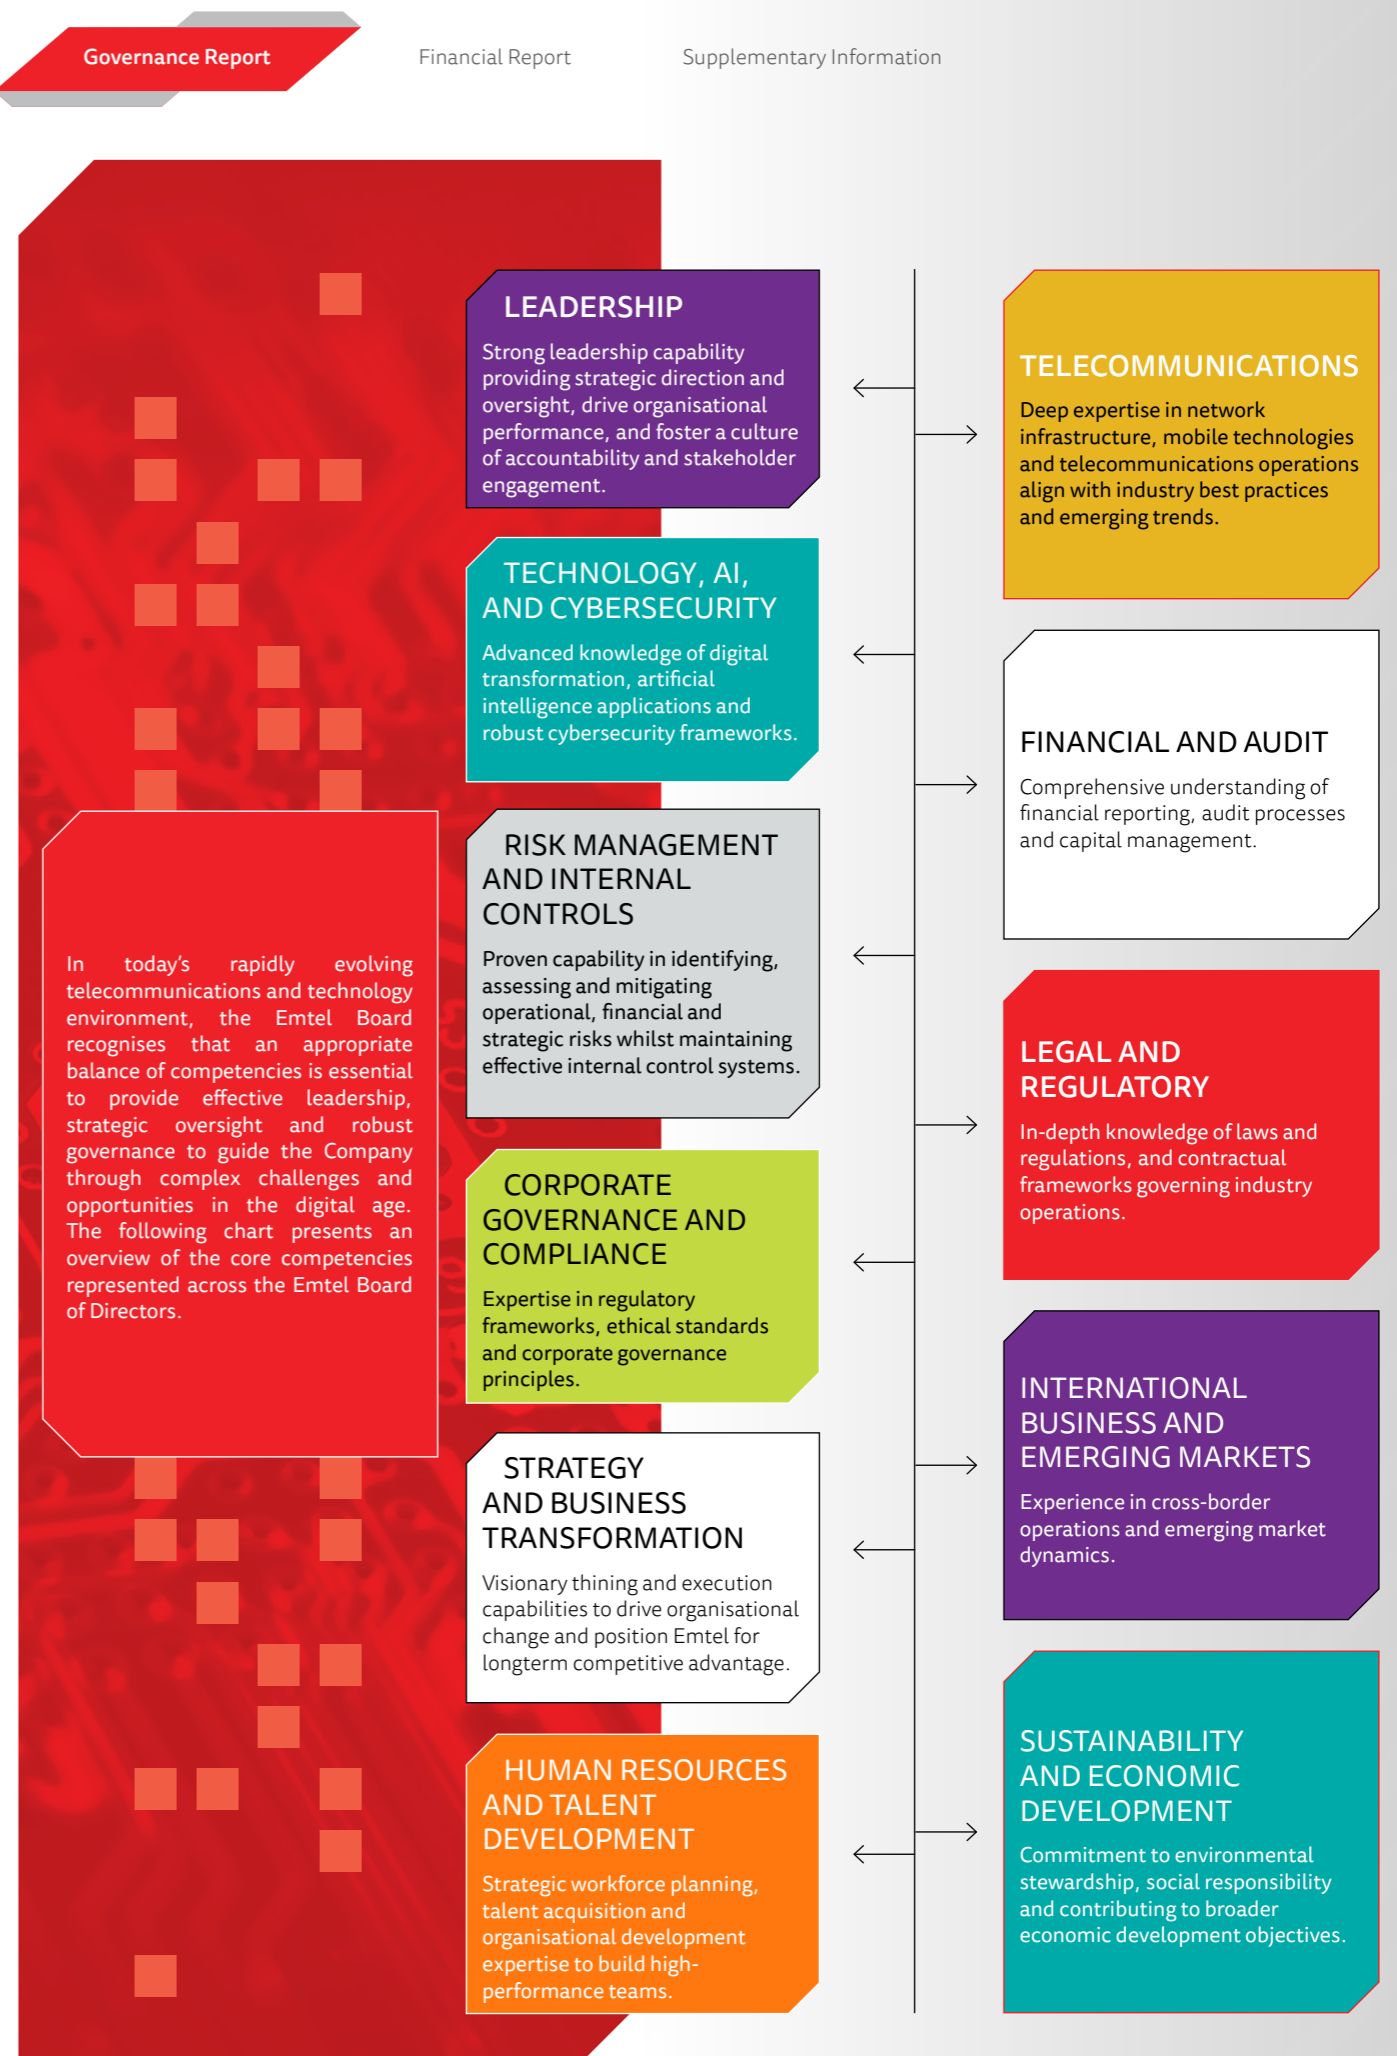 Governance Report
Financial Report
Supplementary Information
In today's rapidly evolving
telecommunications and technology
environment, the Emtel Board
recognises that an appropriate
balance of competencies is essential
to provide effective leadership,
strategic oversight and robust
governance to guide the Company
through complex challenges and
opportunities in the digital age.
The following chart presents an
overview of the core competencies
represented across the Emtel Board
of Directors.
LEADERSHIP
Strong leadership capability
providing strategic direction and
oversight, drive organisational
performance, and foster a culture
of accountability and stakeholder
engagement.
TECHNOLOGY, AI,
AND CYBERSECURITY
Advanced knowledge of digital
transformation, artificial
intelligence applications and
robust cybersecurity frameworks.
RISK MANAGEMENT
AND INTERNAL
CONTROLS
Proven capability in identifying,
assessing and mitigating
operational, financial and
strategic risks whilst maintaining
effective internal control systems.
CORPORATE
GOVERNANCE AND
COMPLIANCE
Expertise in regulatory
frameworks, ethical standards
and corporate governance
principles.
STRATEGY
AND BUSINESS
TRANSFORMATION
Visionary thining and execution
capabilities to drive organisational
change and position Emtel for
longterm competitive advantage.
HUMAN RESOURCES
AND TALENT
DEVELOPMENT
Strategic workforce planning,
talent acquisition and
organisational development
expertise to build high-
performance teams.
TELECOMMUNICATIONS
Deep expertise in network
infrastructure, mobile technologies
and telecommunications operations
align with industry best practices
and emerging trends.
FINANCIAL AND AUDIT
Comprehensive understanding of
financial reporting, audit processes
and capital management.
LEGAL AND
REGULATORY
In-depth knowledge of laws and
regulations, and contractual
frameworks governing industry
operations.
INTERNATIONAL
BUSINESS AND
EMERGING MARKETS
Experience in cross-border
operations and emerging market
dynamics.
SUSTAINABILITY
AND ECONOMIC
DEVELOPMENT
Commitment to environmental
stewardship, social responsibility
and contributing to broader
economic development objectives.